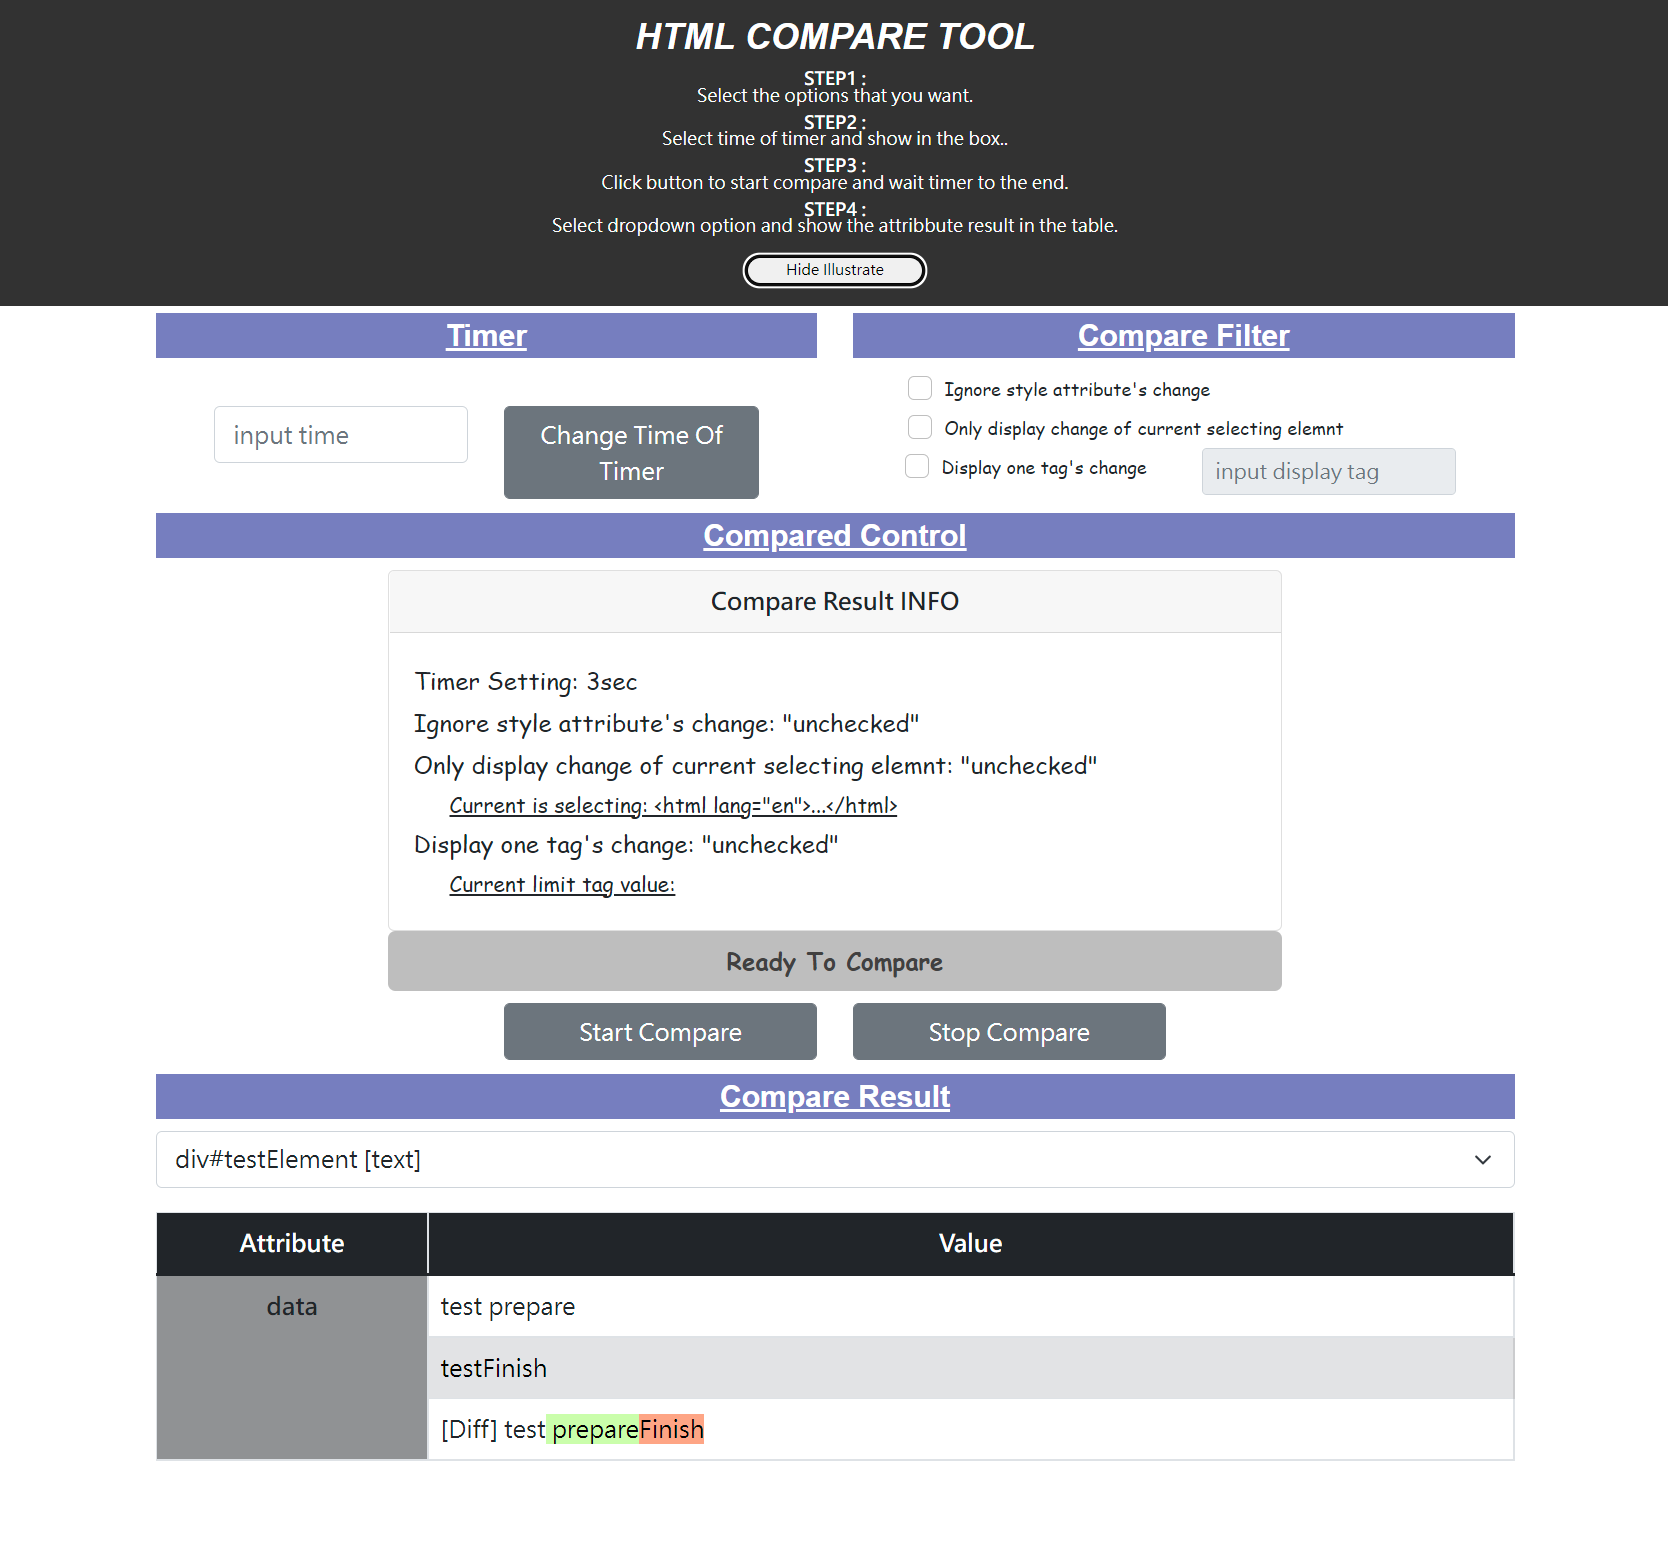 HTML COMPARE TOOL
STEP1 :
Select the options that you want.
STEP2 :
Select time of timer and show in the box..
STEP3 :
Click button to start compare and wait timer to the end.
STEP4 :
Select dropdown option and show the attribbute result in the table.
Hide Illustrate
Timer
input time
Change Time Of
Timer
Compare Filter
Ignore style attribute's change
Only display change of current selecting elemnt
Display one tag's change
input display tag
Compared Control
Compare Result INFO
Timer Setting: 3sec
Ignore style attribute's change: "unchecked"
Only display change of current selecting elemnt: "unchecked"
Current is selecting: <html lang="en">...</html>
Display one tag's change: "unchecked"
Current limit tag value:
Ready To Compare
Start Compare
Stop Compare
Compare Result
div#testElement [text]
Attribute
Value
data
test prepare
testFinish
[Diff] test prepareFinish